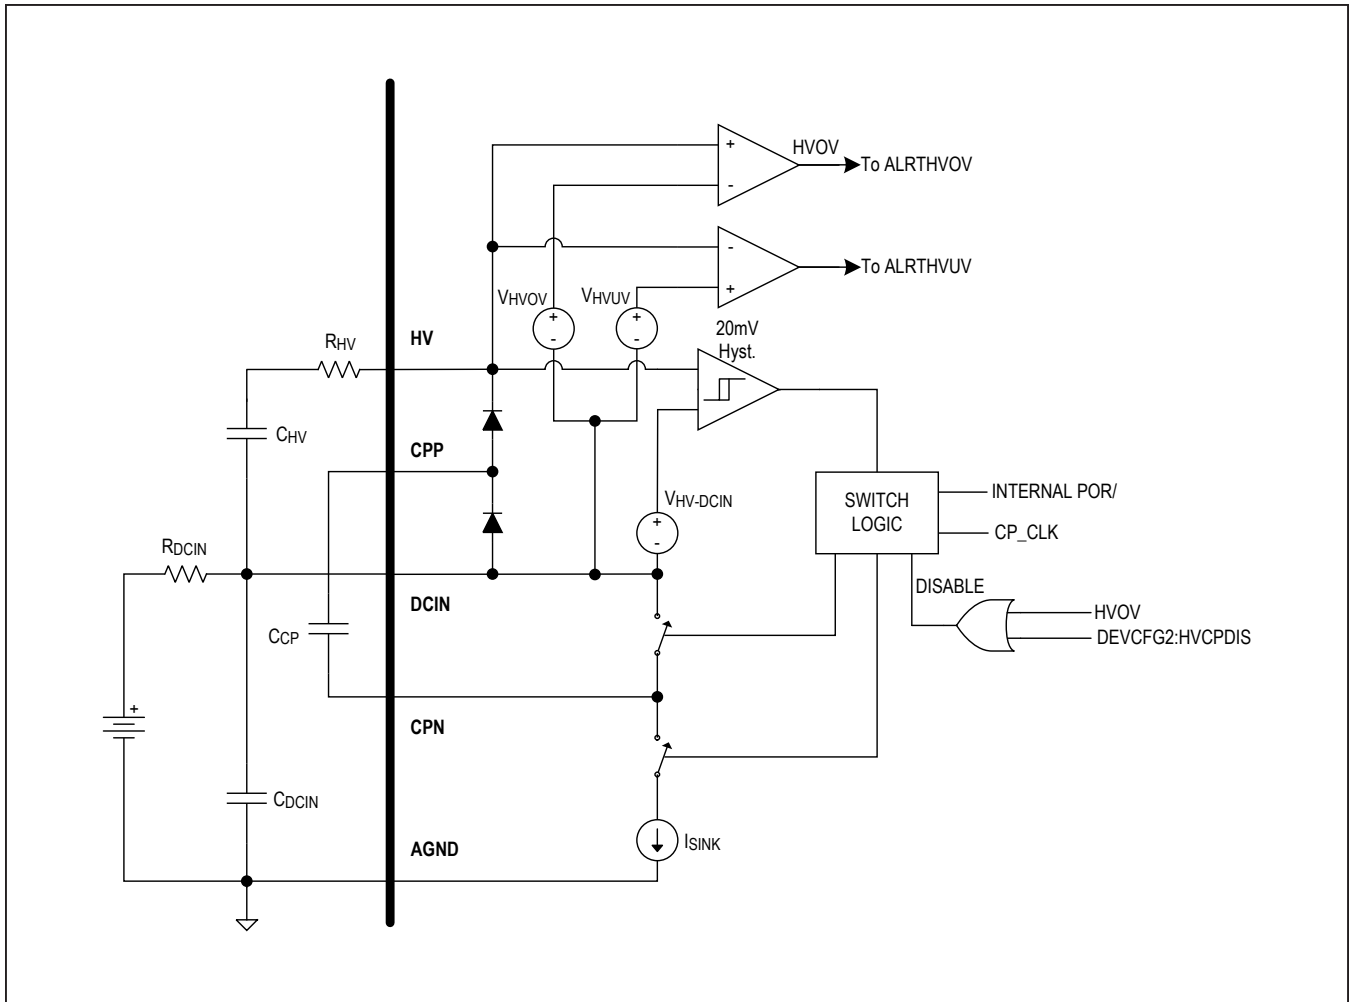 HVOV
+
To ALRTHVOV
-
-
To ALRTHVUV
+
VHVOV
VHVUV
+
-
+
-
20mV
Hyst.
HV
RHV
CHV
CPP
VHV-DCIN
+
-
SWITCH
LOGIC
INTERNAL POR/
CP_CLK
RDCIN
DCIN
DISABLE
HVOV
DEVCFG2:HVCPDIS
CCP
CPN
+
CDCIN
AGND
ISINK